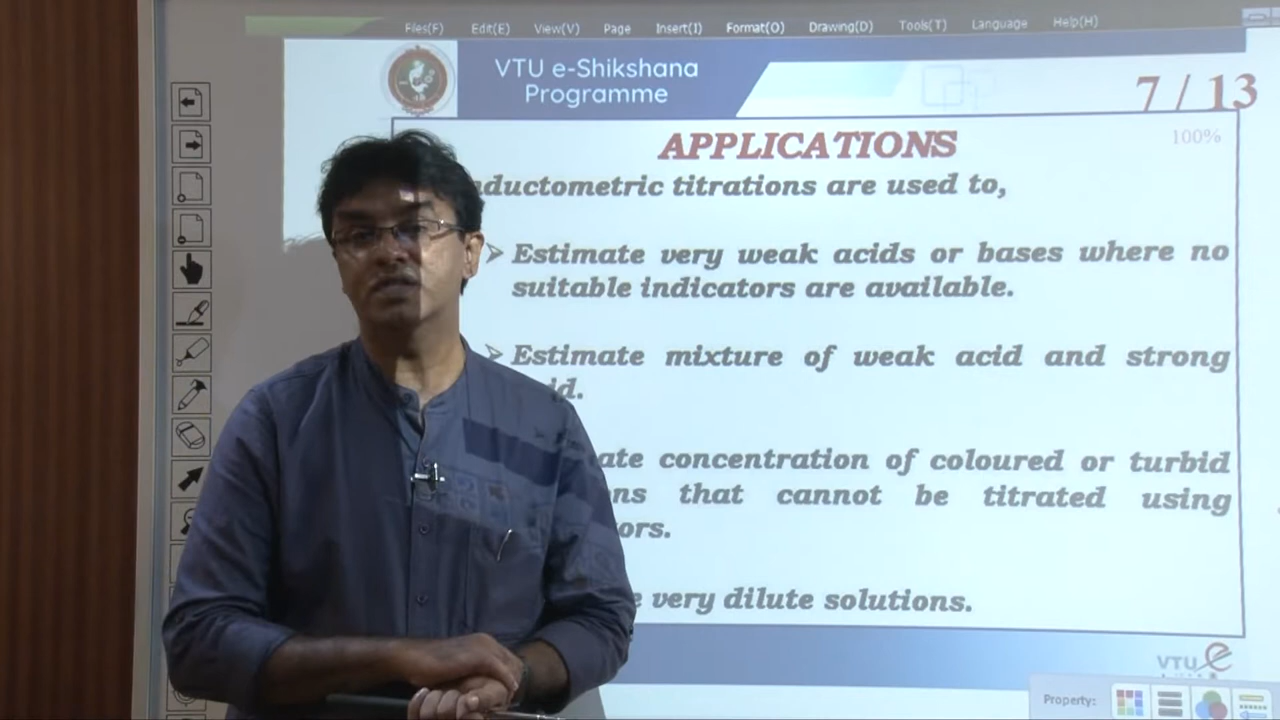 Files(F) Edit(E) View(V) Page Insert(I) Format(O) Drawing(D) Tools(T) Language Help(H)
VTU e-Shikshana
Programme
7 / 13
100%
APPLICATIONS
nductometric titrations are used to,
Estimate very weak acids or bases where no
suitable indicators are available.
Estimate mixture of weak acid and strong
id.
ate concentration of coloured or turbid
ns that cannot be titrated using
ors.
e very dilute solutions.
VTU e
Property: